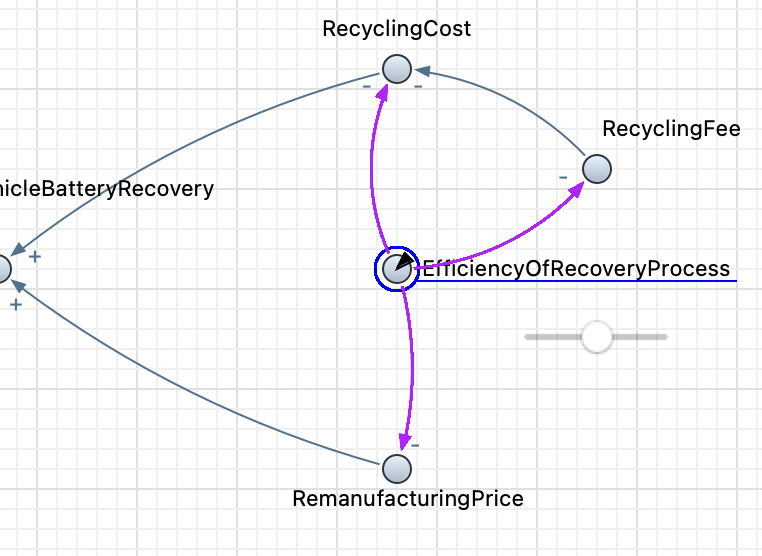 RecyclingCost
-
-
RecyclingFee
-
hicleBatteryRecovery
+
EfficiencyOfRecoveryProcess
+
-
RemanufacturingPrice